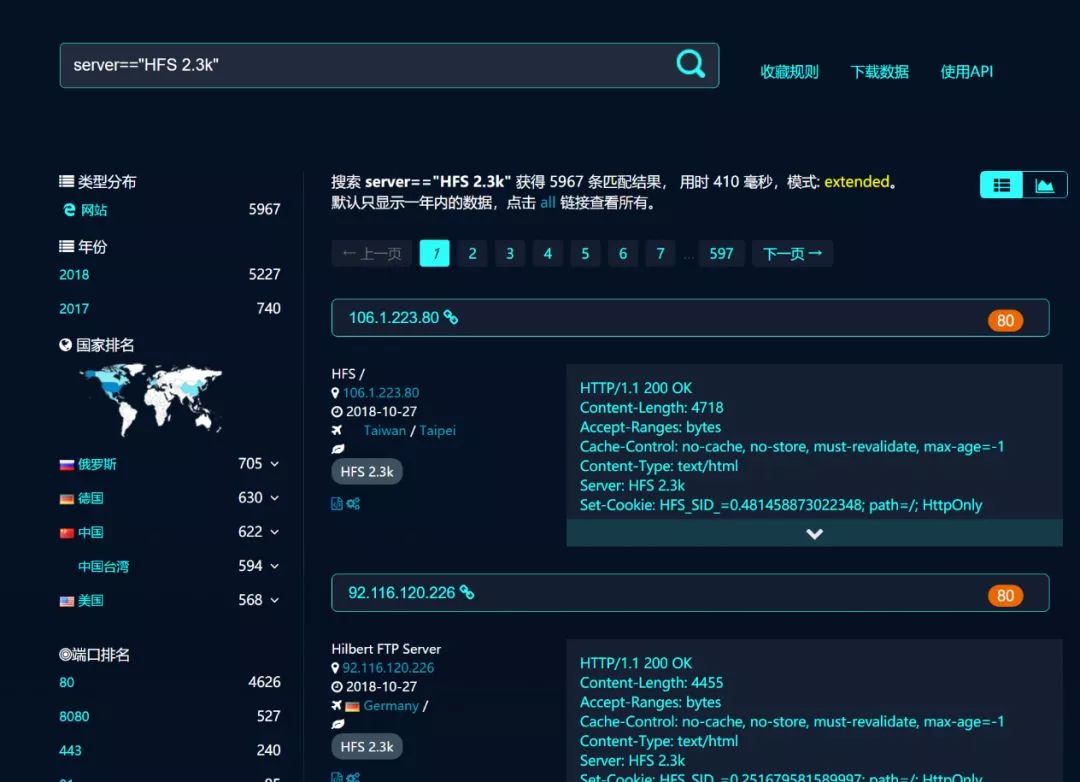 server=="HFS 2.3k"
收藏规则 下载数据 使用API
类型分布
网站 5967
年份
2018 5227
2017 740
国家排名
俄罗斯 705
德国 630
中国 622
中国台湾 594
美国 568
端口排名
80 4626
8080 527
443 240
搜索 server=="HFS 2.3k" 获得 5967 条匹配结果， 用时 410 毫秒，模式: extended。
默认只显示一年内的数据，点击 all 链接查看所有。
←上一页 1 2 3 4 5 6 7 ... 597 下一页→
106.1.223.80 80
HFS /
106.1.223.80
2018-10-27
Taiwan / Taipei
HFS 2.3k
HTTP/1.1 200 OK
Content-Length: 4718
Accept-Ranges: bytes
Cache-Control: no-cache, no-store, must-revalidate, max-age=-1
Content-Type: text/html
Server: HFS 2.3k
Set-Cookie: HFS_SID_=0.481458873022348; path=/; HttpOnly
92.116.120.226 80
Hilbert FTP Server
92.116.120.226
2018-10-27
Germany /
HFS 2.3k
HTTP/1.1 200 OK
Content-Length: 4455
Accept-Ranges: bytes
Cache-Control: no-cache, no-store, must-revalidate, max-age=-1
Content-Type: text/html
Server: HFS 2.3k
Set-Cookie: HFS_SID_=0.251679581589997; path=/; HttpOnly